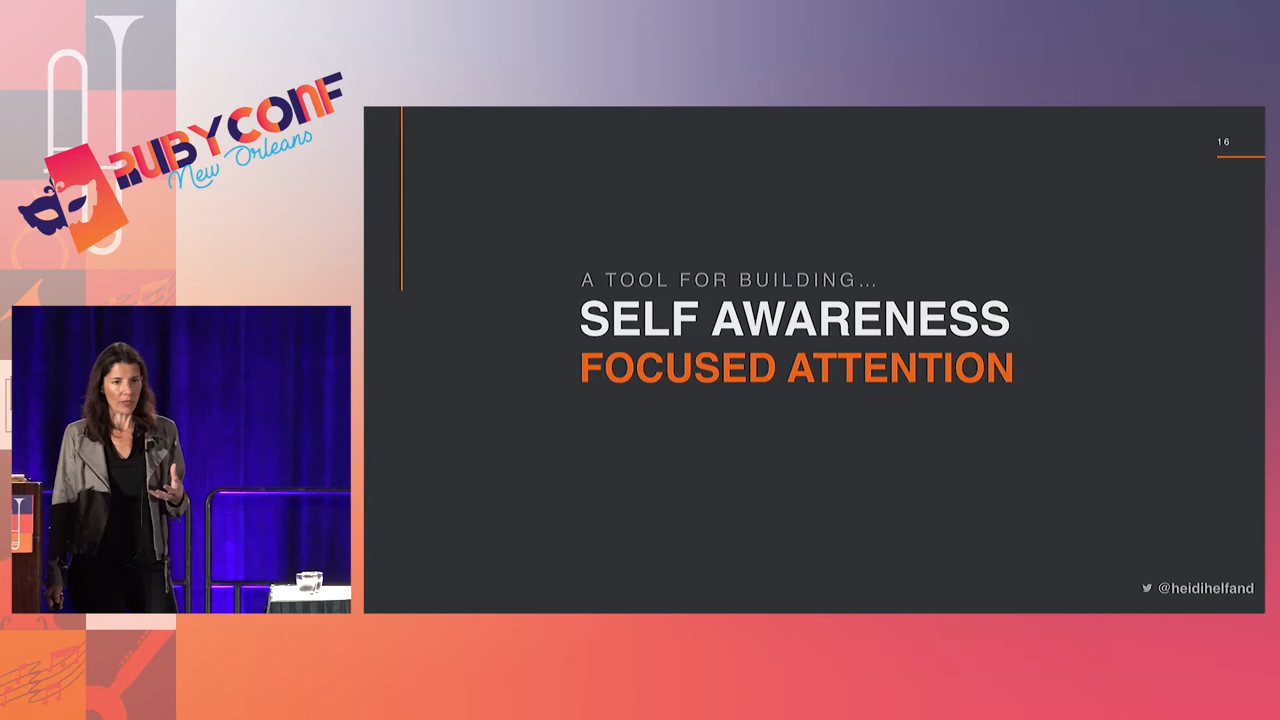 RUBYCONF
New Orleans
16
A TOOL FOR BUILDING...
SELF AWARENESS
FOCUSED ATTENTION
@heidihelfand